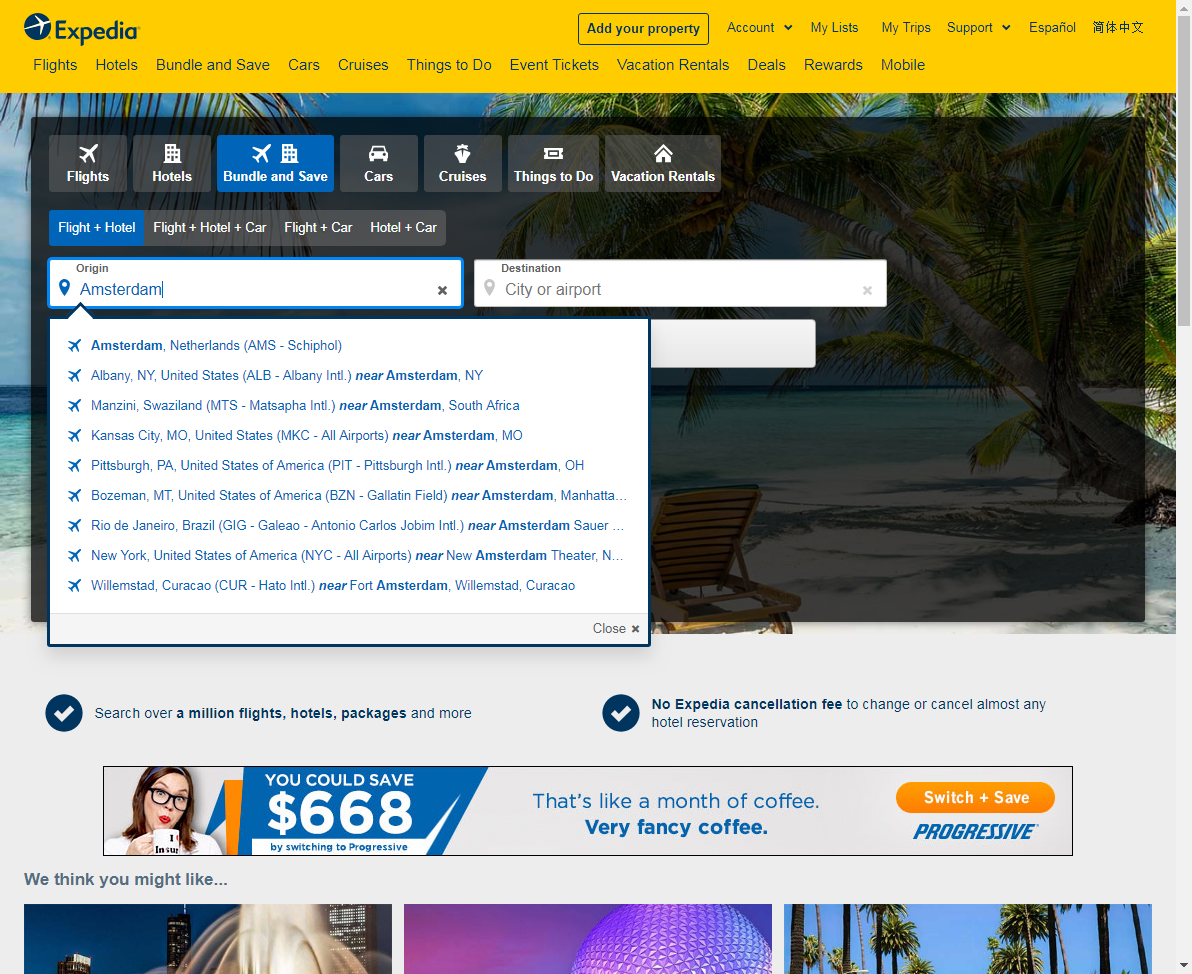 Expedia
Add your property
Account
My Lists
My Trips
Support
Español
简体中文
Flights
Hotels
Bundle and Save
Cars
Cruises
Things to Do
Event Tickets
Vacation Rentals
Deals
Rewards
Mobile
Flights
Hotels
Bundle and Save
Cars
Cruises
Things to Do
Vacation Rentals
Flight + Hotel
Flight + Hotel + Car
Flight + Car
Hotel + Car
Origin
Amsterdam
Destination
City or airport
Amsterdam, Netherlands (AMS - Schiphol)
Albany, NY, United States (ALB - Albany Intl.) near Amsterdam, NY
Manzini, Swaziland (MTS - Matsapha Intl.) near Amsterdam, South Africa
Kansas City, MO, United States (MKC - All Airports) near Amsterdam, MO
Pittsburgh, PA, United States of America (PIT - Pittsburgh Intl.) near Amsterdam, OH
Bozeman, MT, United States of America (BZN - Gallatin Field) near Amsterdam, Manhatta...
Rio de Janeiro, Brazil (GIG - Galeao - Antonio Carlos Jobim Intl.) near Amsterdam Sauer ...
New York, United States of America (NYC - All Airports) near New Amsterdam Theater, N...
Willemstad, Curacao (CUR - Hato Intl.) near Fort Amsterdam, Willemstad, Curacao
Close
Search over a million flights, hotels, packages and more
No Expedia cancellation fee to change or cancel almost any
hotel reservation
YOU COULD SAVE
$668
by switching to Progressive
I
Insur
That's like a month of coffee.
Very fancy coffee.
Switch + Save
PROGRESSIVE
We think you might like...